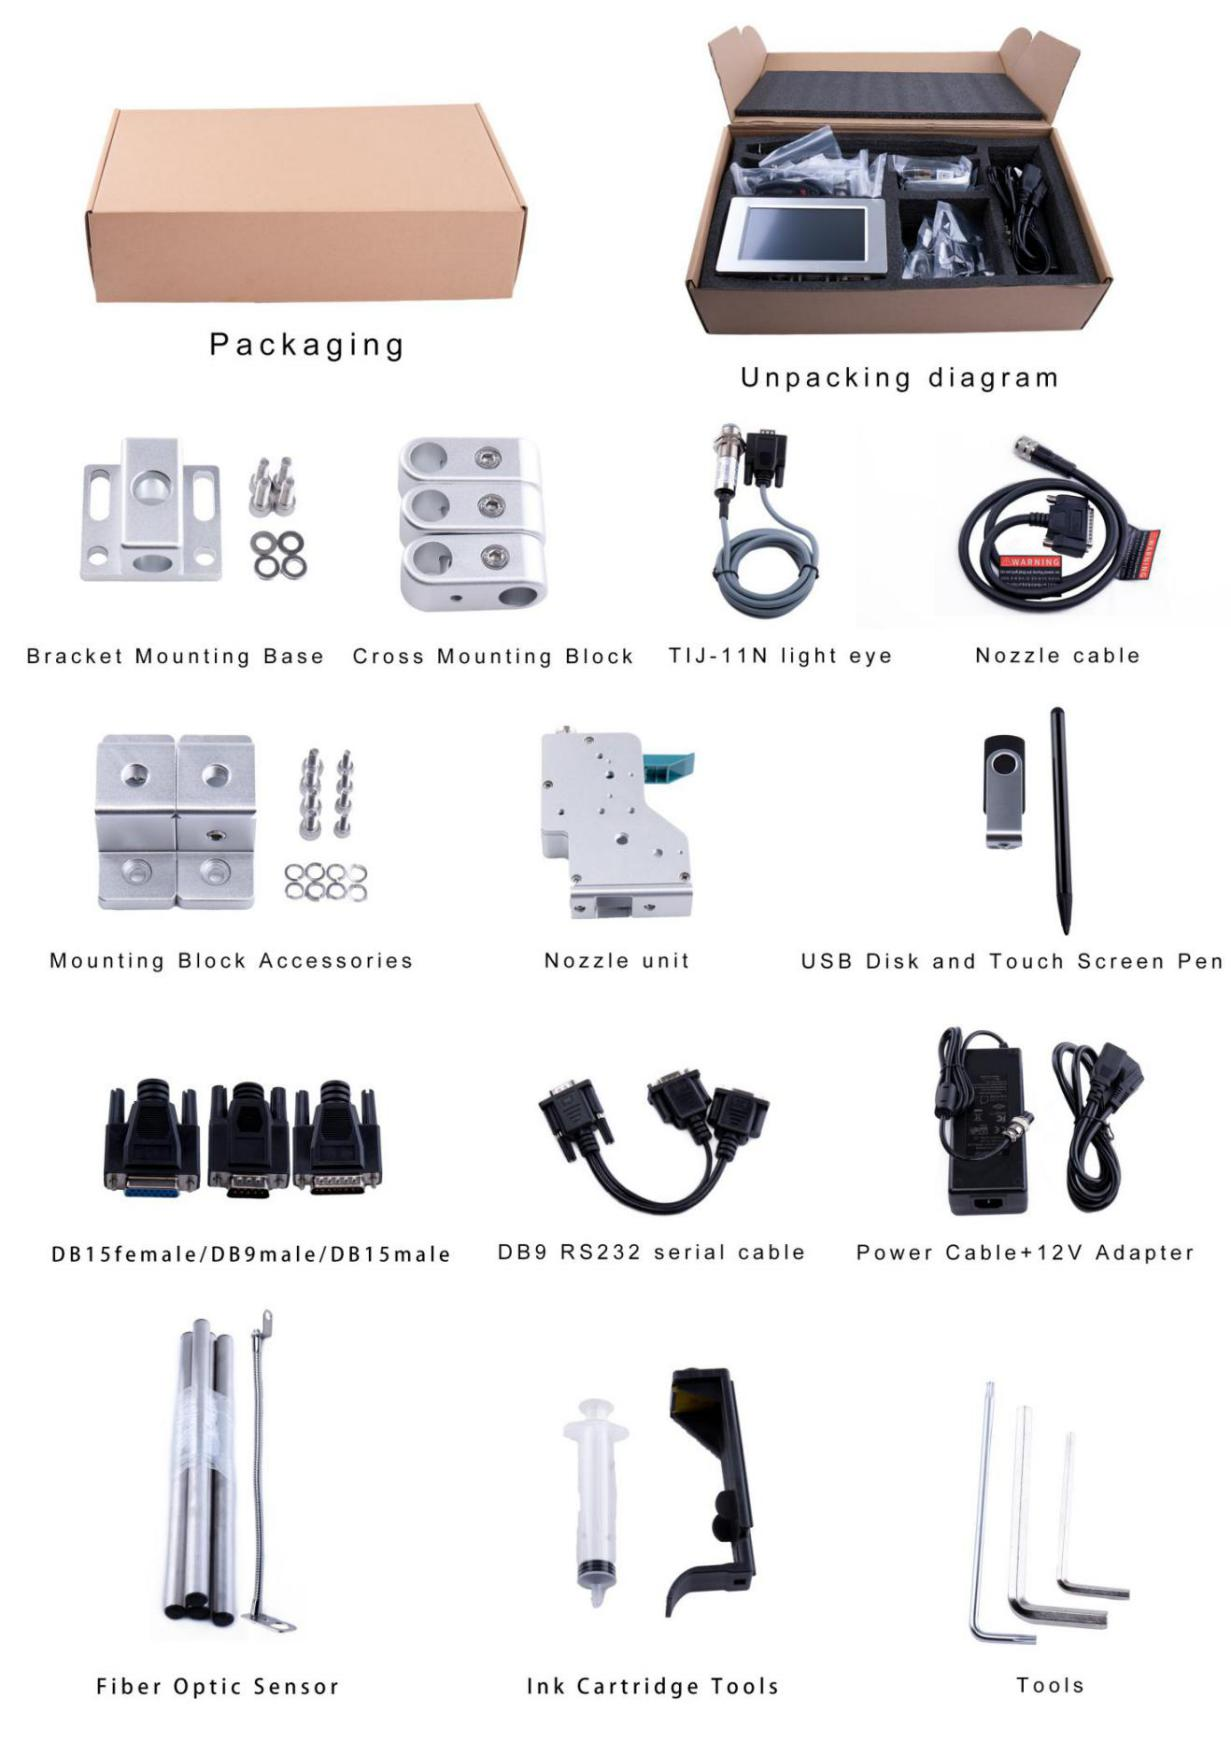 Packaging
Unpacking diagram
Bracket Mounting Base
Cross Mounting Block
TIJ-11N light eye
Nozzle cable
WARNING
WARNING
Mounting Block Accessories
Nozzle unit
USB Disk and Touch Screen Pen
DB15female/DB9male/DB15male
DB9 RS232 serial cable
Power Cable+12V Adapter
Fiber Optic Sensor
Ink Cartridge Tools
Tools